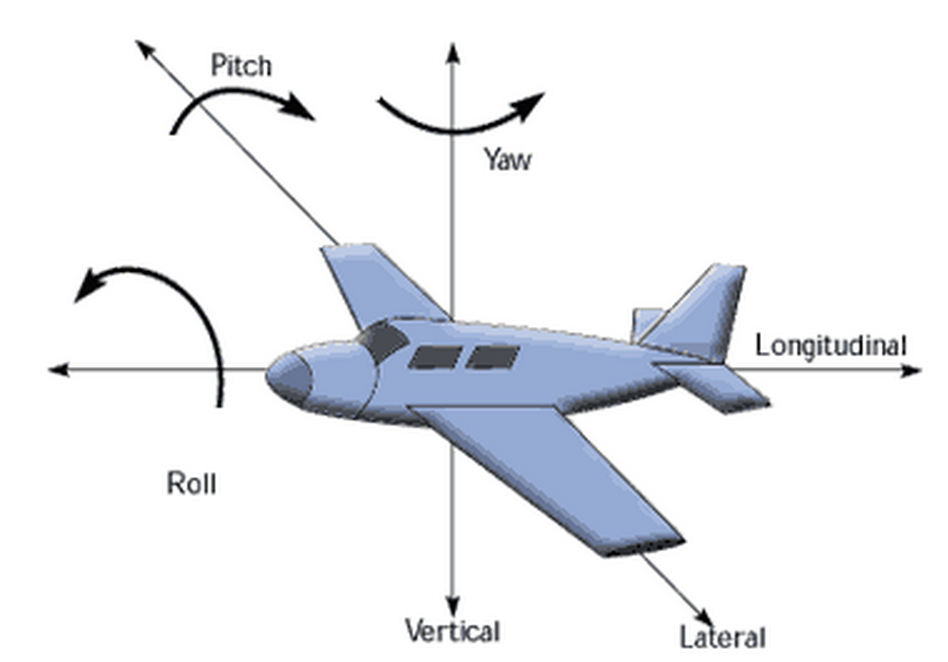 Pitch
Yaw
Longitudinal
Roll
Vertical
Lateral